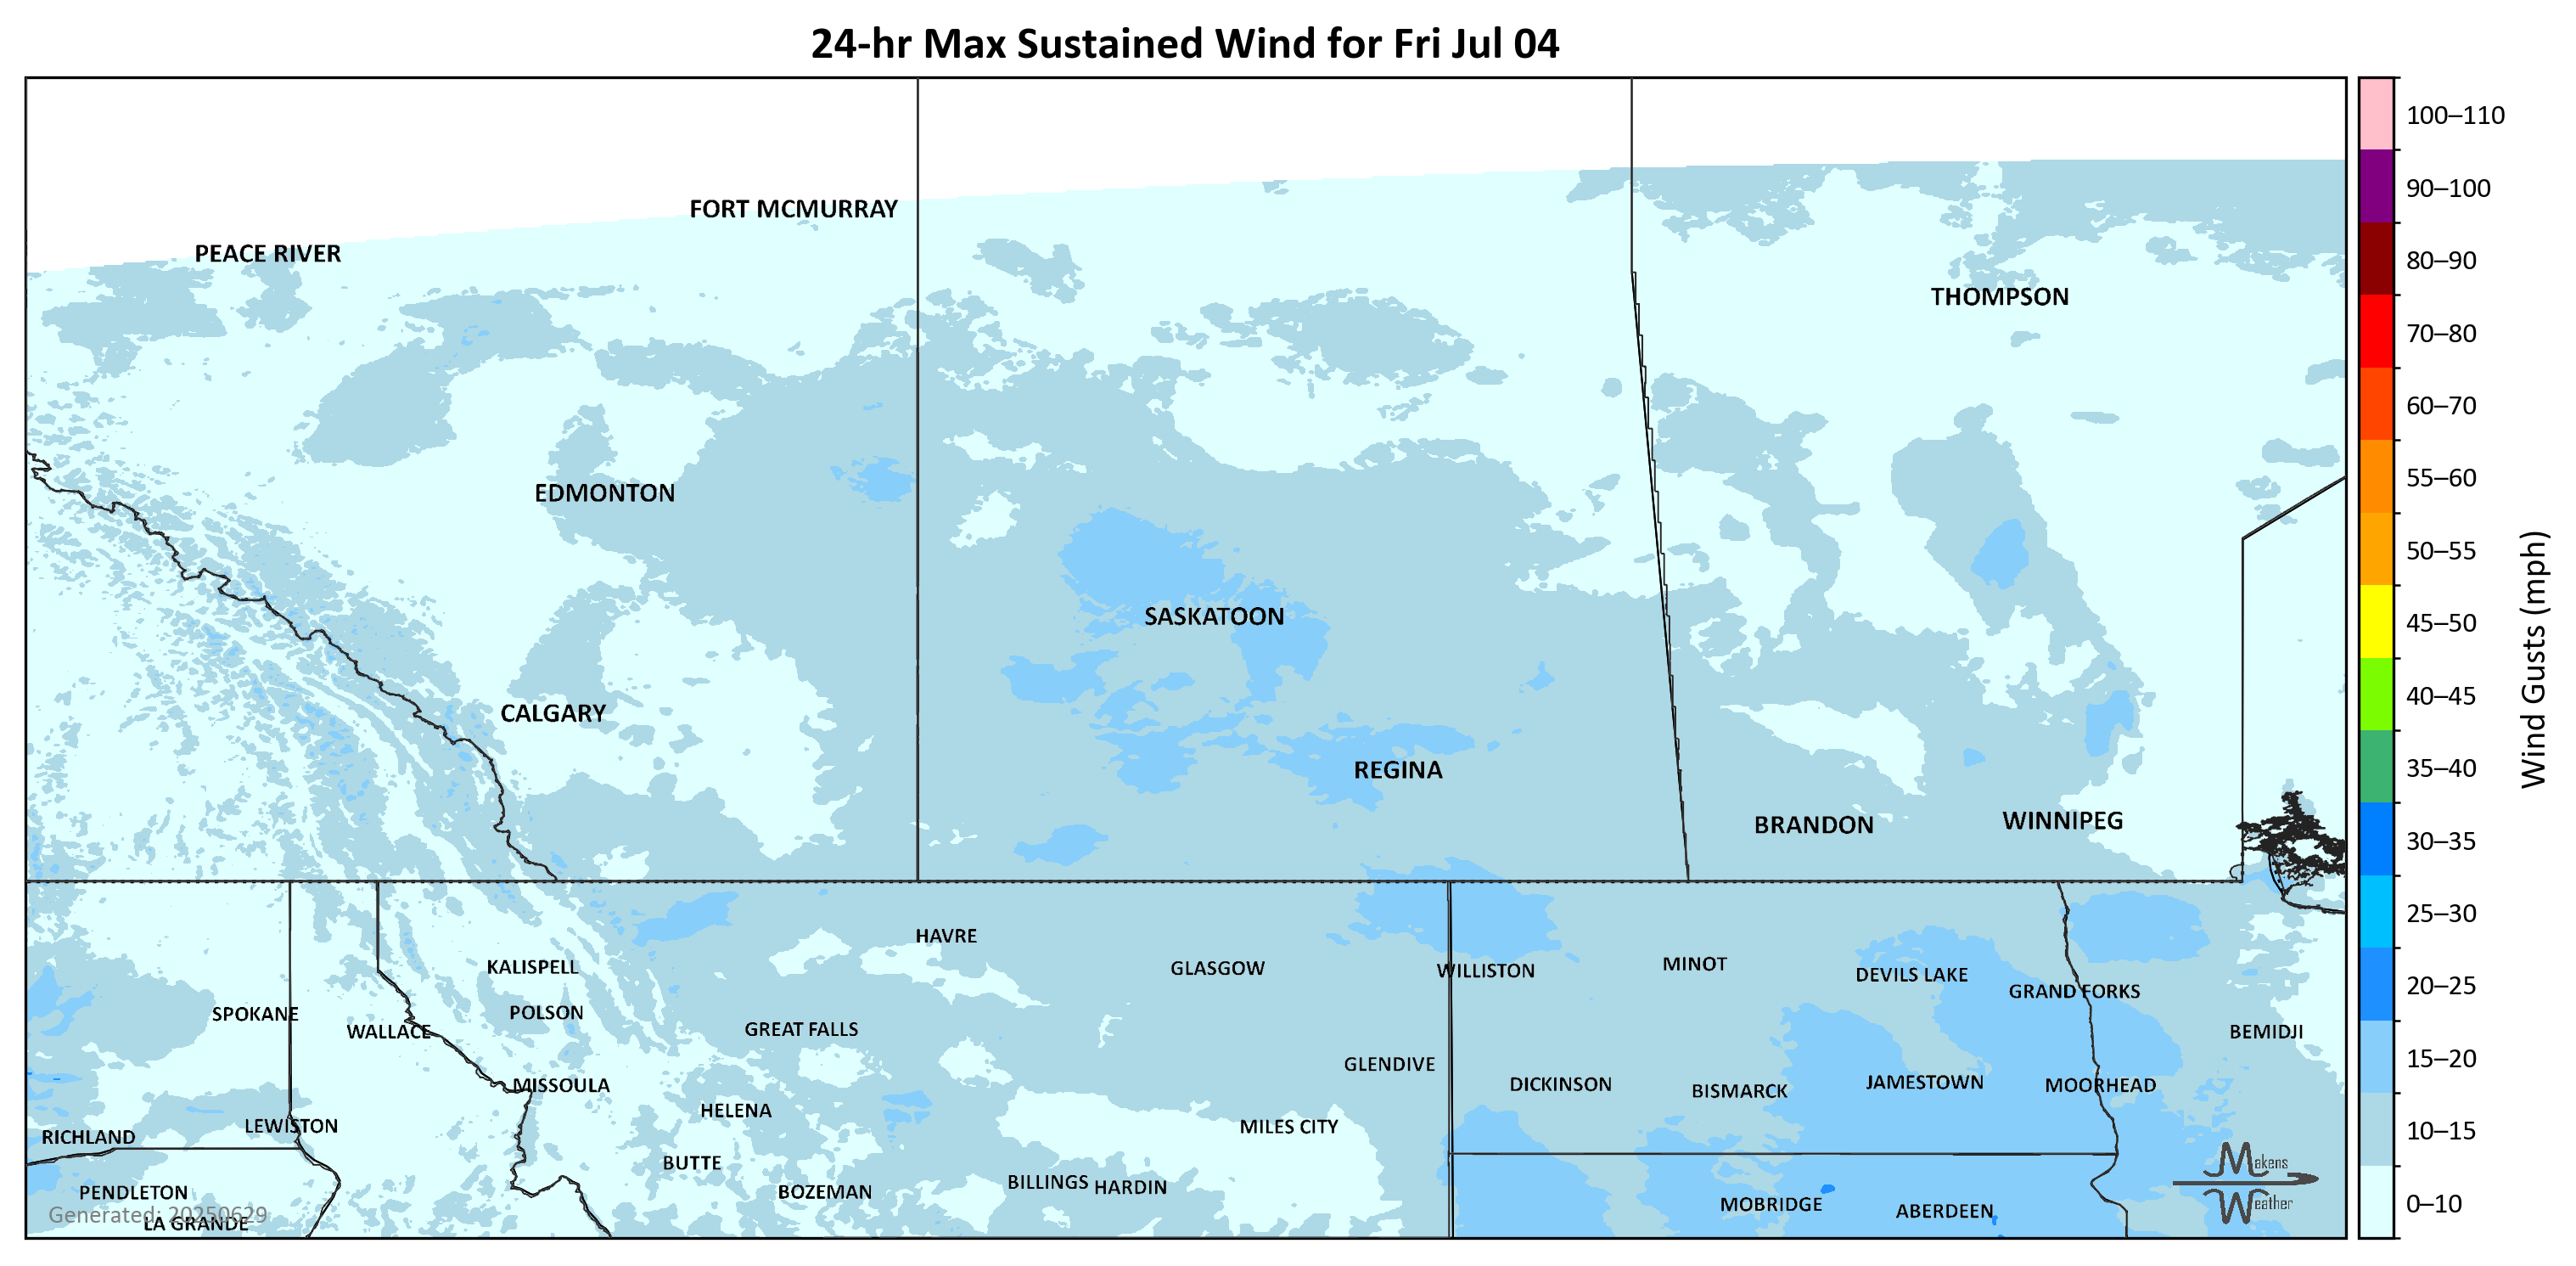 24-hr Max Sustained Wind for Fri Jul 04
100–110
FORT MCMURRAY
90–100
PEACE RIVER
80–90
THOMPSON
70–80
60–70
55–60
EDMONTON
50–55
SASKATOON
45–50
Wind Gusts (mph)
40–45
CALGARY
35–40
REGINA
BRANDON
WINNIPEG
30–35
25–30
HAVRE
KALISPELL
GLASGOW
WILLISTON
MINOT
DEVILS LAKE
20–25
GRAND FORKS
SPOKANE
POLSON
WALLACE
GREAT FALLS
BEMIDJI
15–20
GLENDIVE
MISSOULA
DICKINSON
BISMARCK
JAMESTOWN
MOORHEAD
HELENA
LEWISTON
MILES CITY
RICHLAND
10–15
BUTTE
Makens
PENDLETON
BOZEMAN
BILLINGS
HARDIN
MOBRIDGE
ABERDEEN
Weather
0–10
Generated: 20250629
LA GRANDE